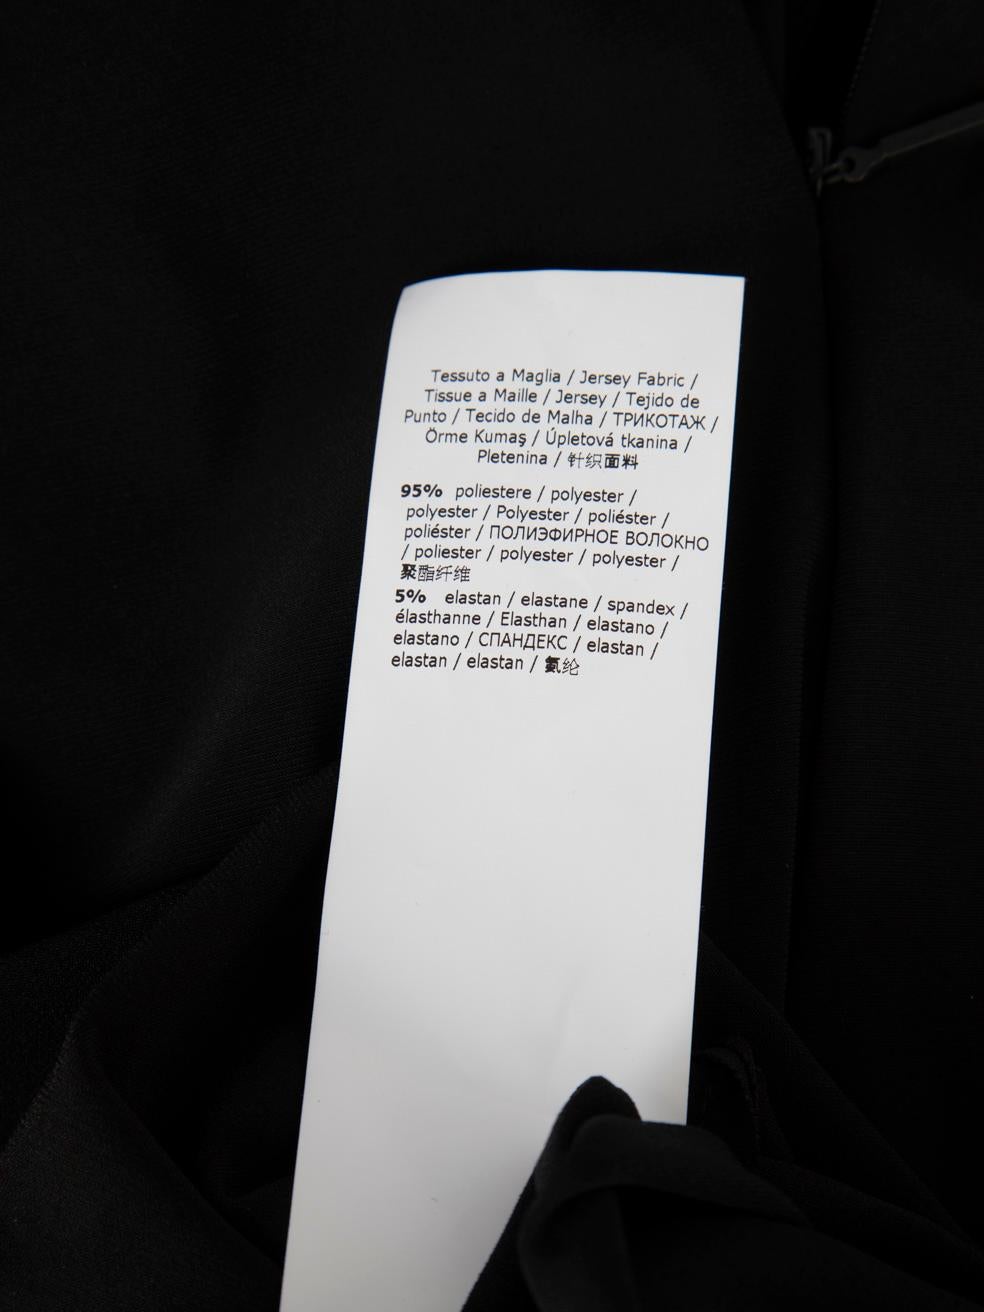 Tessuto a Maglia / Jersey Fabric /
Tissue a Maille / Jersey / Tejido de
Punto / Tecido de Malha / ТРИКОТАЖ /
Örme Kumaş / Úpletová tkanina /
Pletenina / 针织面料
95% poliestere / polyester /
polyester / Polyester / poliéster /
poliéster / ПОЛИЭФИРНОЕ ВОЛОКНО
/ poliester / polyester / polyester /
聚酯纤维
5% elastan / elastane / spandex /
élasthanne / Elasthan / elastano /
elastano / СПАНДЕКС / elastan /
elastan / elastan / 氨纶